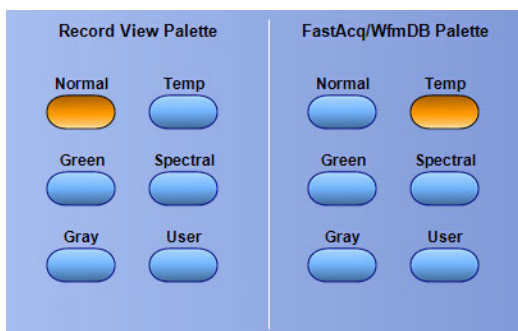 Record View Palette
Normal Temp
Green Spectral
Gray User
FastAcq/WfmDB Palette
Normal Temp
Green Spectral
Gray User